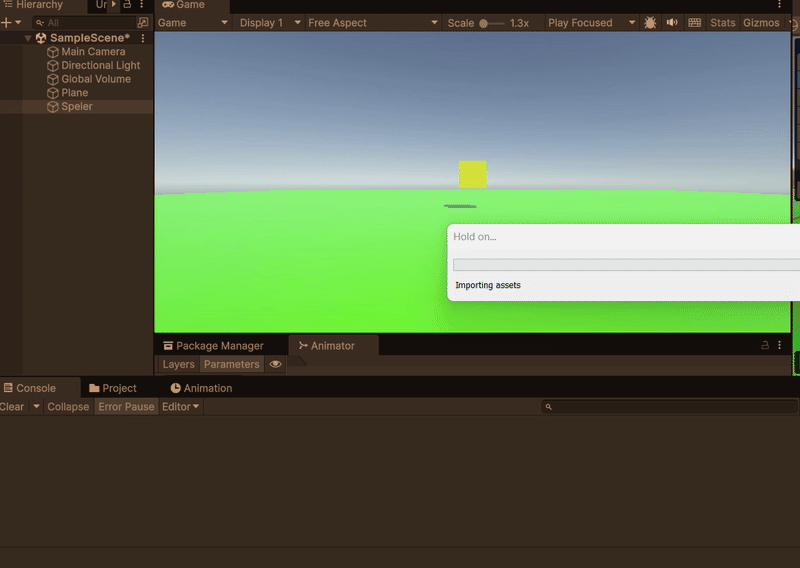 Hierarchy
Game
All
Game Display 1 Free Aspect Scale 1.3x Play Focused Stats Gizmos
SampleScene*
Main Camera
Directional Light
Global Volume
Plane
Speler
Hold on...
Importing assets
Package Manager Animator
Layers Parameters
Console Project Animation
Clear Collapse Error Pause Editor